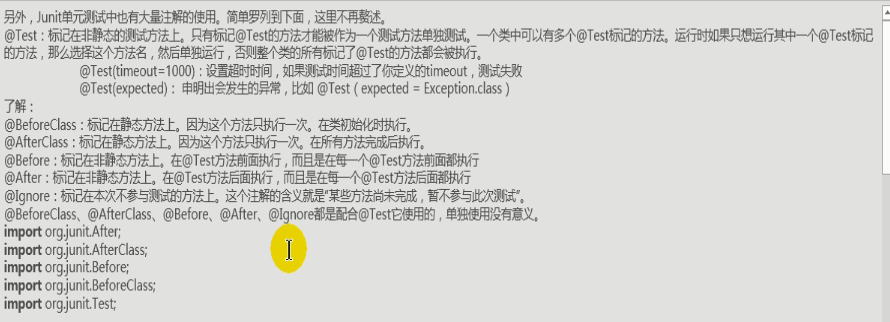 另外，Junit单元测试中也有大量注解的使用。简单罗列到下面，这里不再赘述。
@Test：标记在非静态的测试方法上。只有标记@Test的方法才能被作为一个测试方法单独测试。一个类中可以有多个@Test标记的方法。运行时如果只想运行其中一个@Test标记
的方法，那么选择这个方法名，然后单独运行，否则整个类的所有标记了@Test的方法都会被执行。
@Test(timeout=1000)：设置超时时间，如果测试时间超过了你定义的timeout，测试失败
@Test(expected)： 申明出会发生的异常，比如 @Test（expected = Exception.class）
了解：
@BeforeClass：标记在静态方法上。因为这个方法只执行一次。在类初始化时执行。
@AfterClass：标记在静态方法上。因为这个方法只执行一次。在所有方法完成后执行。
@Before：标记在非静态方法上。在@Test方法前面执行，而且是在每一个@Test方法前面都执行
@After：标记在非静态方法上。在@Test方法后面执行，而且是在每一个@Test方法后面都执行
@Ignore：标记在本次不参与测试的方法上。这个注解的含义就是“某些方法尚未完成，暂不参与此次测试”。
@BeforeClass、@AfterClass、@Before、@After、@Ignore都是配合@Test它使用的，单独使用没有意义。
import org.junit.After;
import org.junit.AfterClass;
import org.junit.Before;
import org.junit.BeforeClass;
import org.junit.Test;